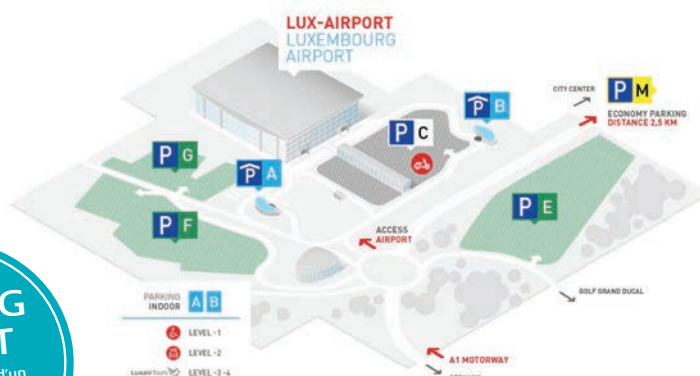 LUX-AIRPORT
LUXEMBOURG
AIRPORT
CITY CENTER
P M
ECONOMY PARKING
DISTANCE 2,5 KM
P B
P C
P G
P A
P E
P F
ACCESS
AIRPORT
GOLF GRAND DUCAL
PARKING
INDOOR
A B
LEVEL -1
LEVEL -2
LEVEL -3 -4
A1 MOTORWAY
G
T
d'un